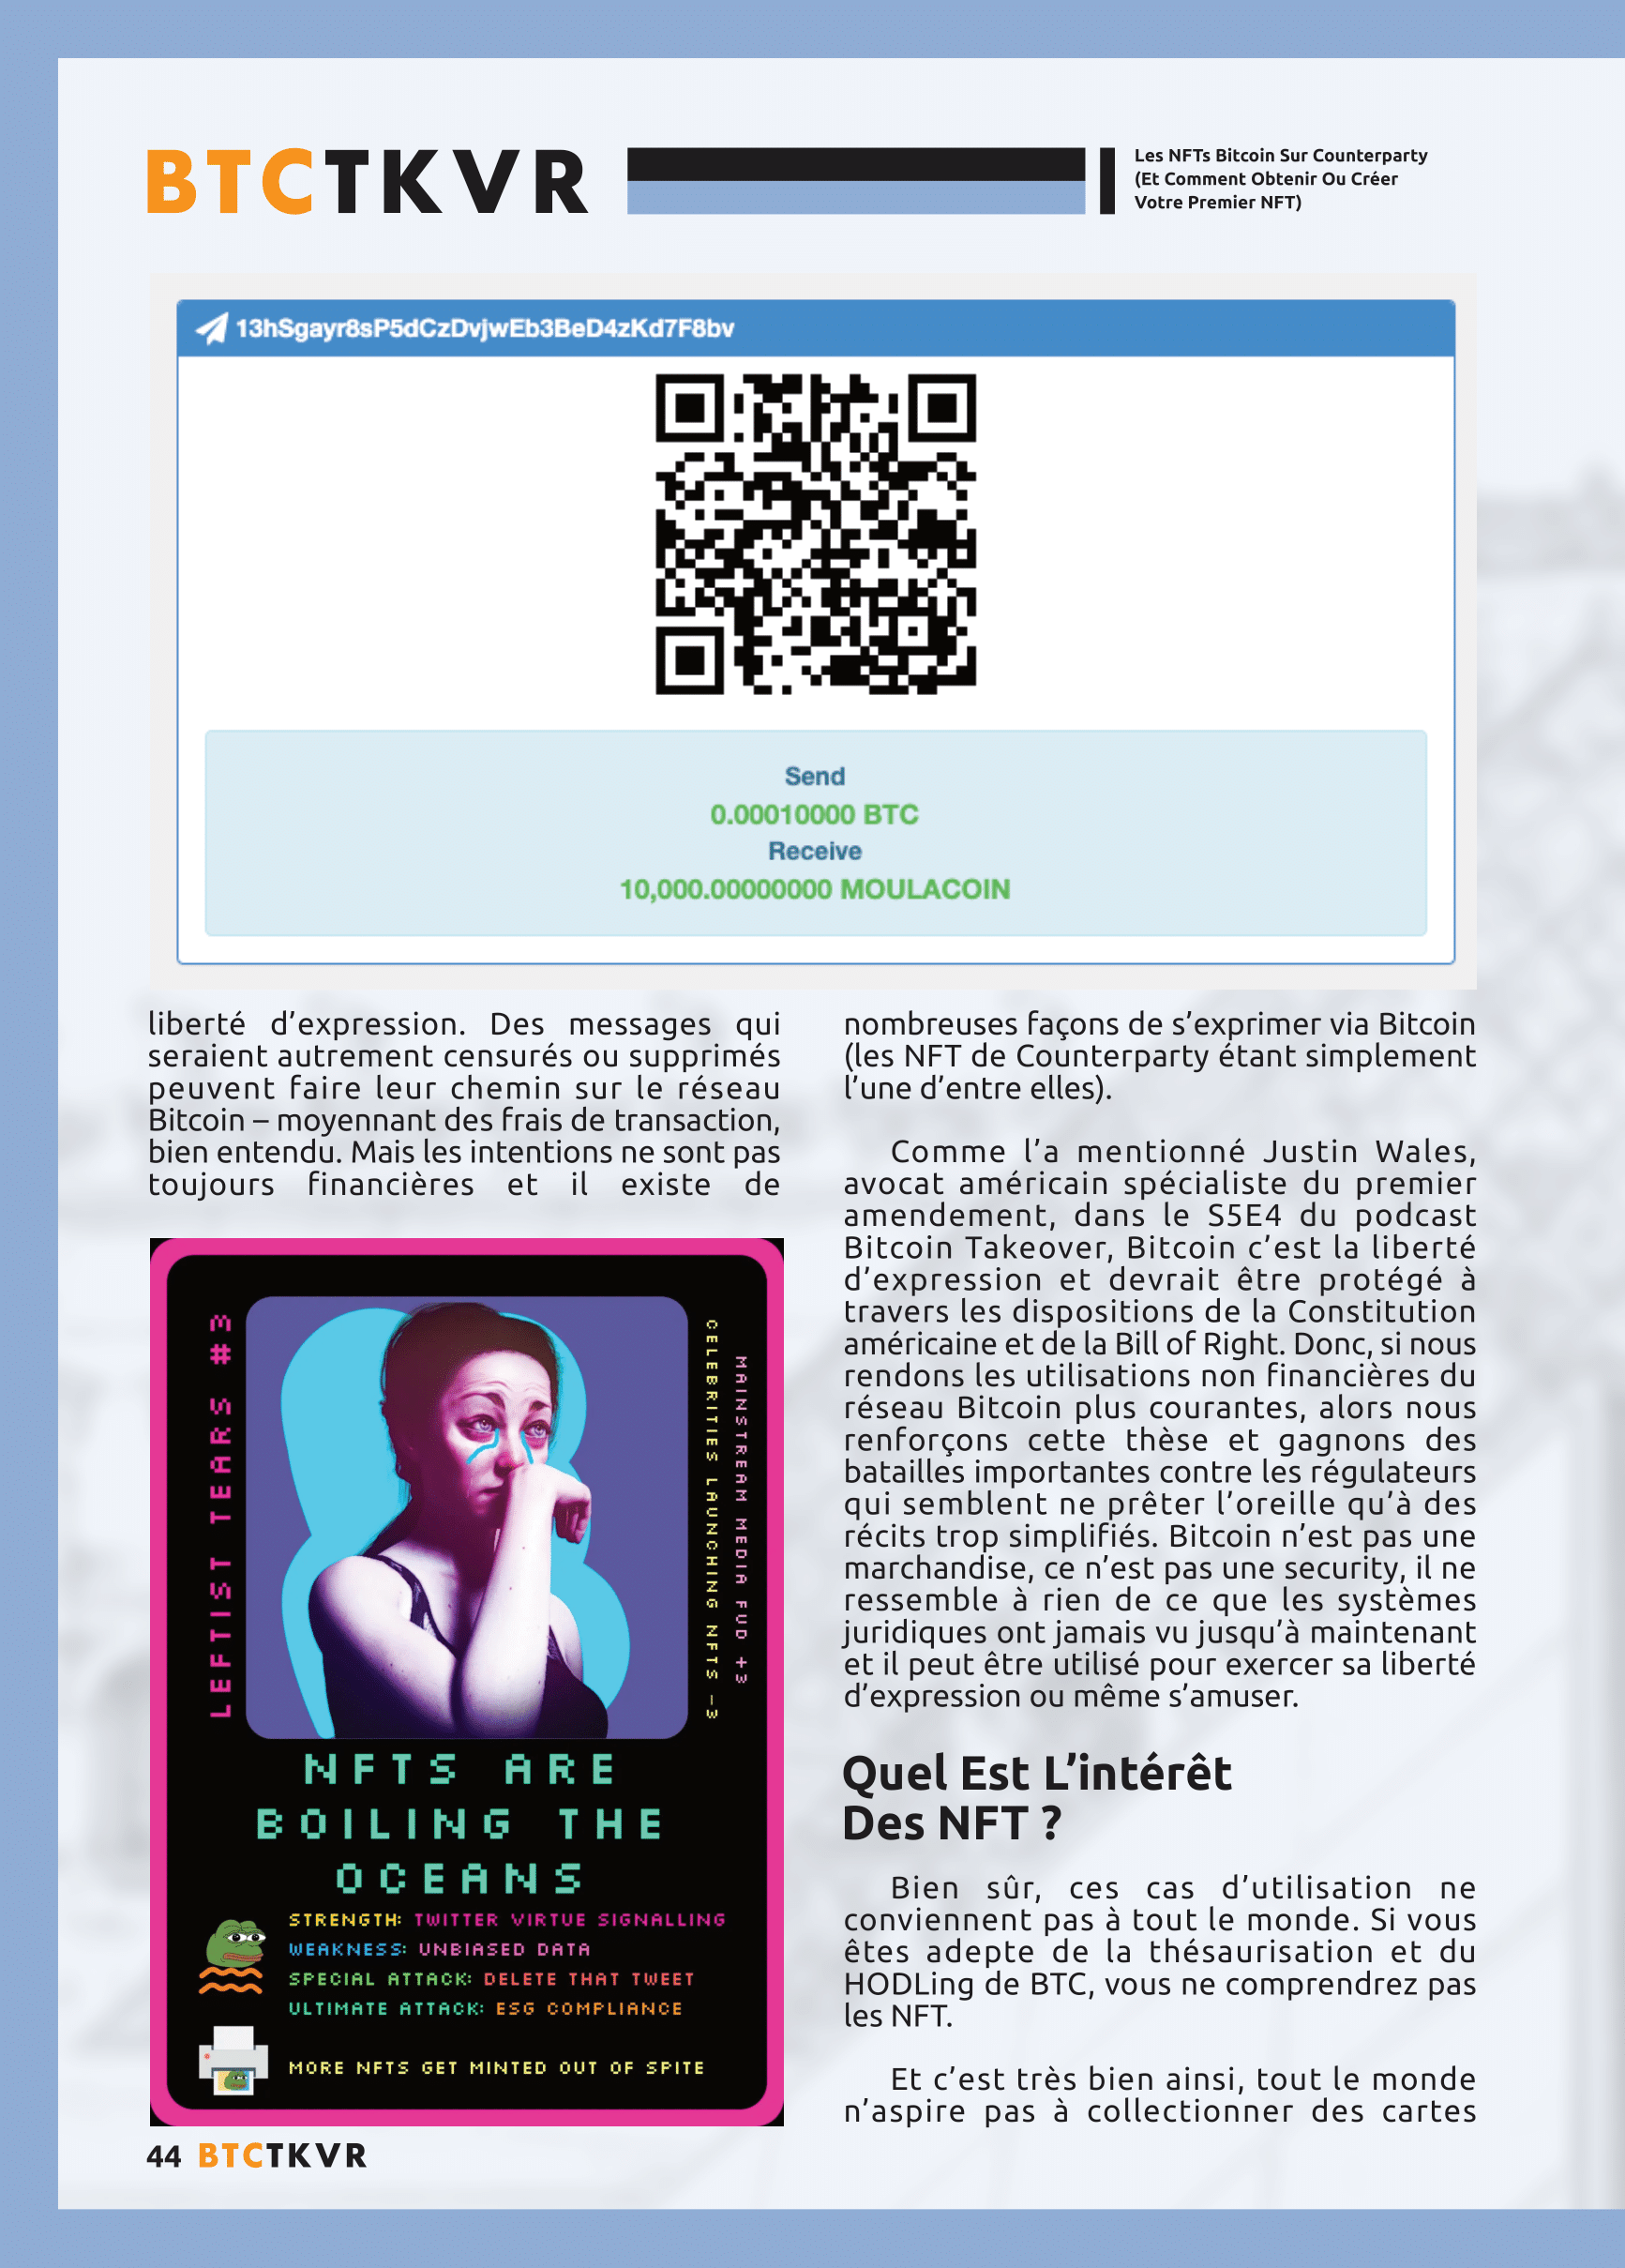 BTCTKVR
Les NFTs Bitcoin Sur Counterparty
(Et Comment Obtenir Ou Créer
Votre Premier NFT)
13hSgayr8sP5dCzDvjwEb3BeD4zKd7F8bv
Send
0.00010000 BTC
Receive
10,000.00000000 MOULACOIN
liberté d’expression. Des messages qui
seraient autrement censurés ou supprimés
peuvent faire leur chemin sur le réseau
Bitcoin – moyennant des frais de transaction,
bien entendu. Mais les intentions ne sont pas
toujours financières et il existe de
LEFTIST TEARS #3
CELEBRITIES LAUNCHING NFTS -3
MAINSTREAM MEDIA FUD +3
NFTS ARE
BOILING THE
OCEANS
STRENGTH: TWITTER VIRTUE SIGNALLING
WEAKNESS: UNBIASED DATA
SPECIAL ATTACK: DELETE THAT TWEET
ULTIMATE ATTACK: ESG COMPLIANCE
MORE NFTS GET MINTED OUT OF SPITE
nombreuses façons de s’exprimer via Bitcoin
(les NFT de Counterparty étant simplement
l’une d’entre elles).
Comme l’a mentionné Justin Wales,
avocat américain spécialiste du premier
amendement, dans le S5E4 du podcast
Bitcoin Takeover, Bitcoin c’est la liberté
d’expression et devrait être protégé à
travers les dispositions de la Constitution
américaine et de la Bill of Right. Donc, si nous
rendons les utilisations non financières du
réseau Bitcoin plus courantes, alors nous
renforçons cette thèse et gagnons des
batailles importantes contre les régulateurs
qui semblent ne prêter l’oreille qu’à des
récits trop simplifiés. Bitcoin n’est pas une
marchandise, ce n’est pas une security, il ne
ressemble à rien de ce que les systèmes
juridiques ont jamais vu jusqu’à maintenant
et il peut être utilisé pour exercer sa liberté
d’expression ou même s’amuser.
Quel Est L’intérêt
Des NFT ?
Bien sûr, ces cas d’utilisation ne
conviennent pas à tout le monde. Si vous
êtes adepte de la thésaurisation et du
HODLing de BTC, vous ne comprendrez pas
les NFT.
Et c’est très bien ainsi, tout le monde
n’aspire pas à collectionner des cartes
44 BTCTKVR